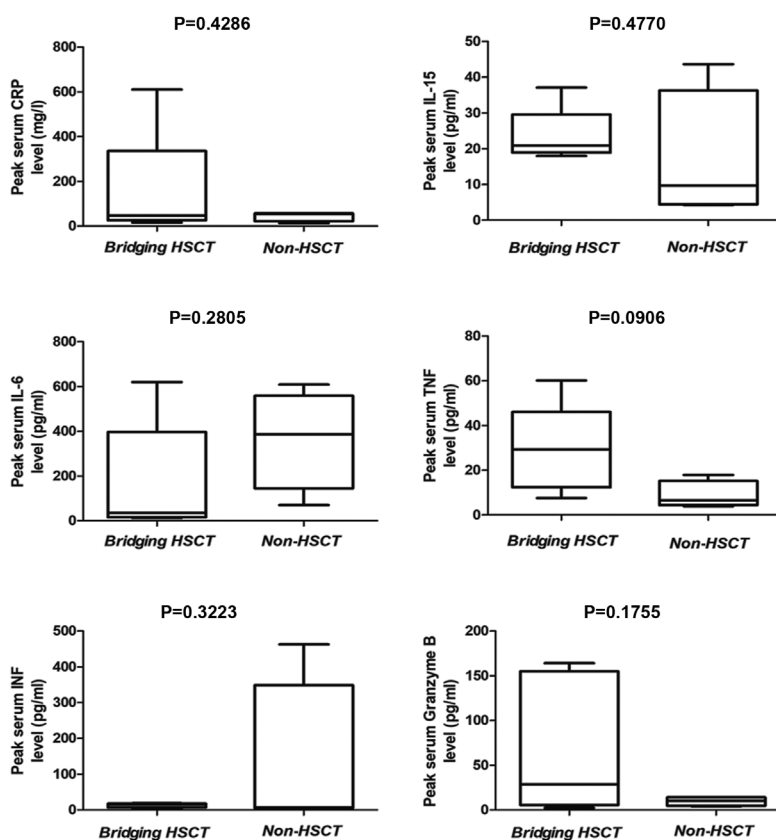 P=0.4286
Peak serum CRP
level (mg/l)
800
600
400
200
0
Bridging HSCT
Non-HSCT
P=0.4770
Peak serum IL-15
level (pg/ml)
50
40
30
20
10
0
Bridging HSCT
Non-HSCT
P=0.2805
Peak serum IL-6
level (pg/ml)
800
600
400
200
0
Bridging HSCT
Non-HSCT
P=0.0906
Peak serum TNF
level (pg/ml)
80
60
40
20
0
Bridging HSCT
Non-HSCT
P=0.3223
Peak serum INF
level (pg/ml)
500
400
300
200
100
0
Bridging HSCT
Non-HSCT
P=0.1755
Peak serum Granzyme B
level (pg/ml)
200
150
100
50
0
Bridging HSCT
Non-HSCT